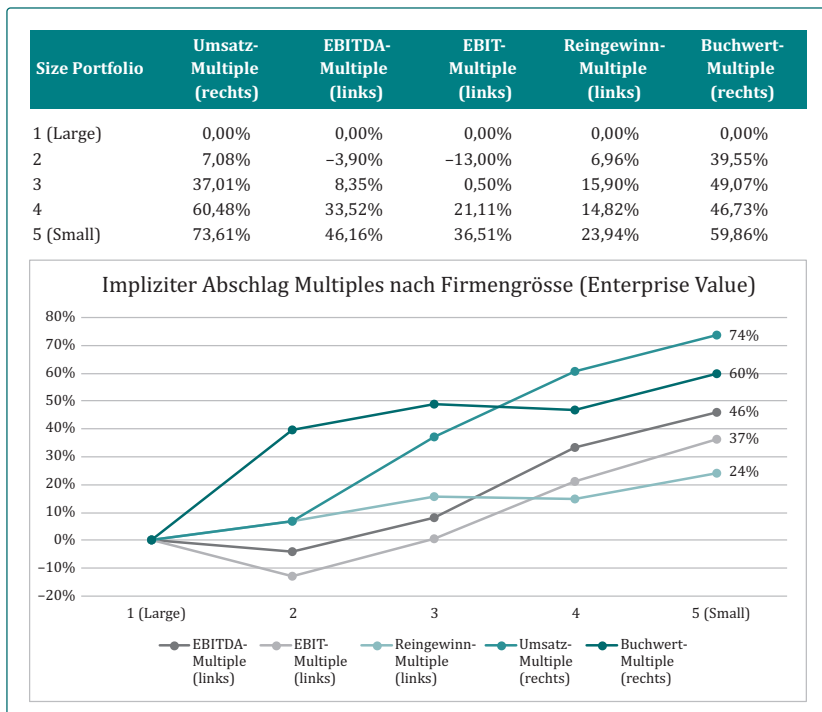 Size Portfolio Umsatz-Multiple (rechts) EBITDA-Multiple (links) EBIT-Multiple (links) Reingewinn-Multiple (links) Buchwert-Multiple (rechts)
1 (Large) 0,00% 0,00% 0,00% 0,00% 0,00%
2 7,08% –3,90% –13,00% 6,96% 39,55%
3 37,01% 8,35% 0,50% 15,90% 49,07%
4 60,48% 33,52% 21,11% 14,82% 46,73%
5 (Small) 73,61% 46,16% 36,51% 23,94% 59,86%
Impliziter Abschlag Multiples nach Firmengrösse (Enterprise Value)
80%
70%
60%
50%
40%
30%
20%
10%
0%
–10%
–20%
74%
60%
46%
37%
24%
1 (Large) 2 3 4 5 (Small)
EBITDA-Multiple (links) EBIT-Multiple (links) Reingewinn-Multiple (links) Umsatz-Multiple (rechts) Buchwert-Multiple (rechts)